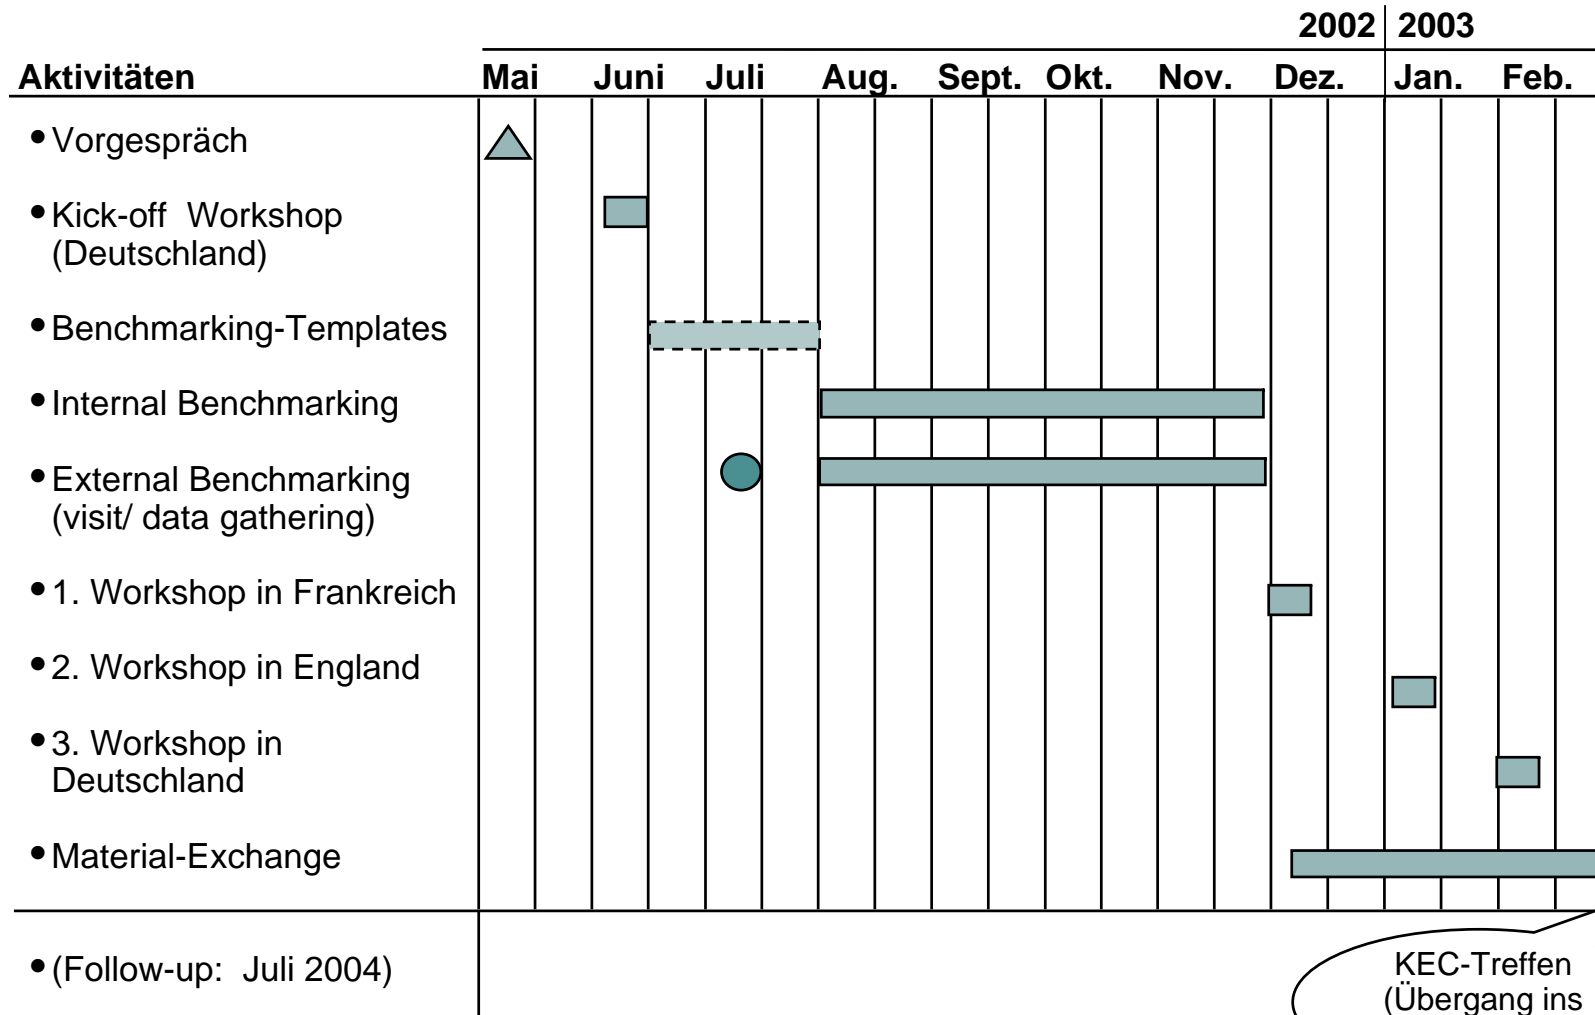 2002 2003
Aktivitäten Mai Juni Juli Aug. Sept. Okt. Nov. Dez. Jan. Feb.
• Vorgespräch
• Kick-off Workshop
(Deutschland)
• Benchmarking-Templates
• Internal Benchmarking
• External Benchmarking
(visit/ data gathering)
• 1. Workshop in Frankreich
• 2. Workshop in England
• 3. Workshop in
Deutschland
• Material-Exchange
• (Follow-up: Juli 2004)
KEC-Treffen
(Übergang ins